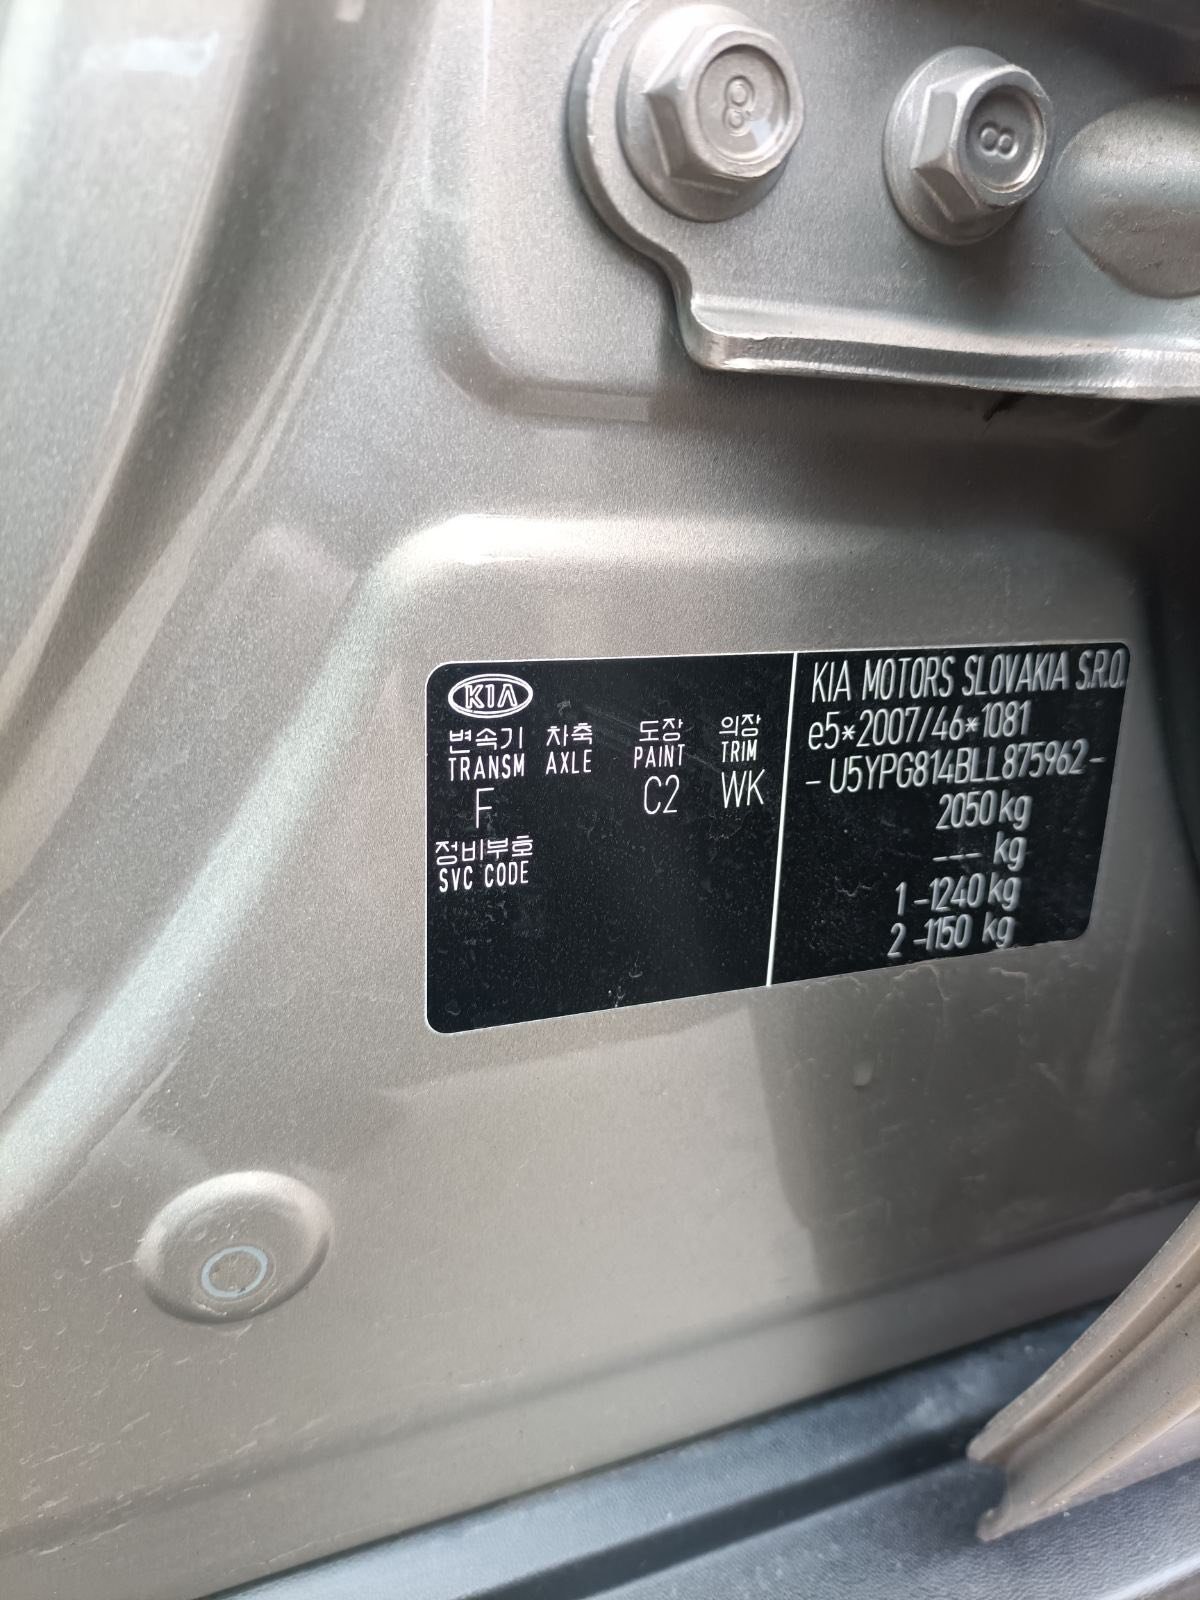 8
8
KIA
변속기 차축 도장 의장
TRANSM AXLE PAINT TRIM
F C2 WK
정비부호
SVC CODE
KIA MOTORS SLOVAKIA S.R.O.
e5*2007/46*1081
- U5YPG814BLL875962 -
2050 kg
--- kg
1 -1240 kg
2 -1150 kg